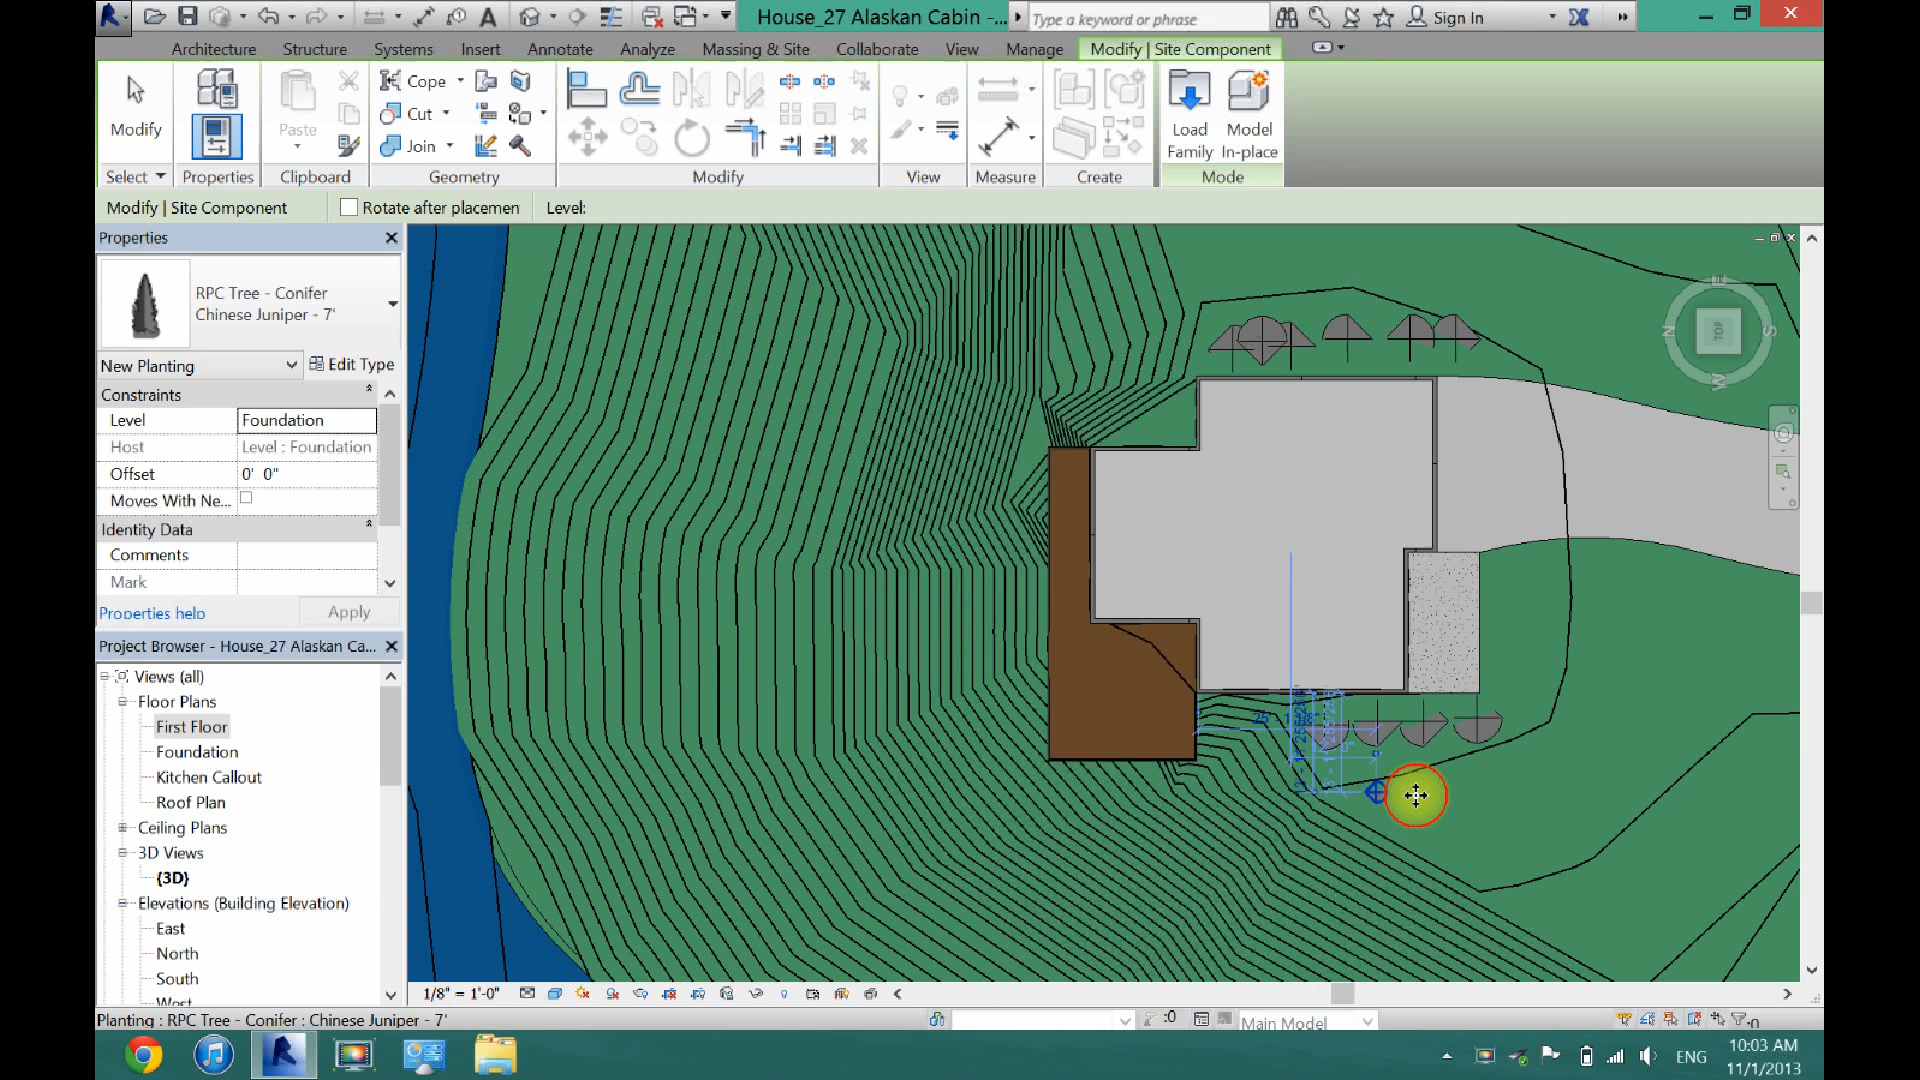 House_27 Alaskan Cabin -...
Type a keyword or phrase
Sign In
Architecture
Structure
Systems
Insert
Annotate
Analyze
Massing & Site
Collaborate
View
Manage
Modify | Site Component
Modify
Paste
Cope
Cut
Join
Load
Family
Model
In-place
Select
Properties
Clipboard
Geometry
Modify
View
Measure
Create
Mode
Modify | Site Component
Rotate after placemen
Level:
Properties
RPC Tree - Conifer
Chinese Juniper - 7'
New Planting
Edit Type
Constraints
Level
Foundation
Host
Level : Foundation
Offset
0' 0"
Moves With Ne...
Identity Data
Comments
Mark
Properties help
Apply
Project Browser - House_27 Alaskan Ca...
Views (all)
Floor Plans
First Floor
Foundation
Kitchen Callout
Roof Plan
Ceiling Plans
3D Views
{3D}
Elevations (Building Elevation)
East
North
South
West
TOP
E
N
S
W
1/8" = 1'-0"
Planting : RPC Tree - Conifer : Chinese Juniper - 7'
:0
Main Model
:0
ENG
10:03 AM
11/1/2013